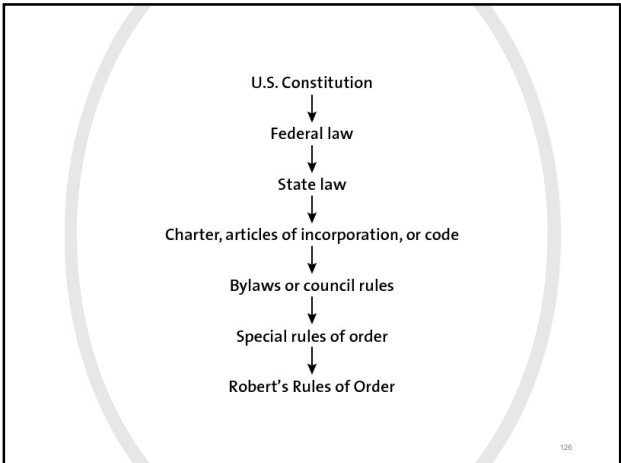 U.S. Constitution
Federal law
State law
Charter, articles of incorporation, or code
Bylaws or council rules
Special rules of order
Robert’s Rules of Order
126